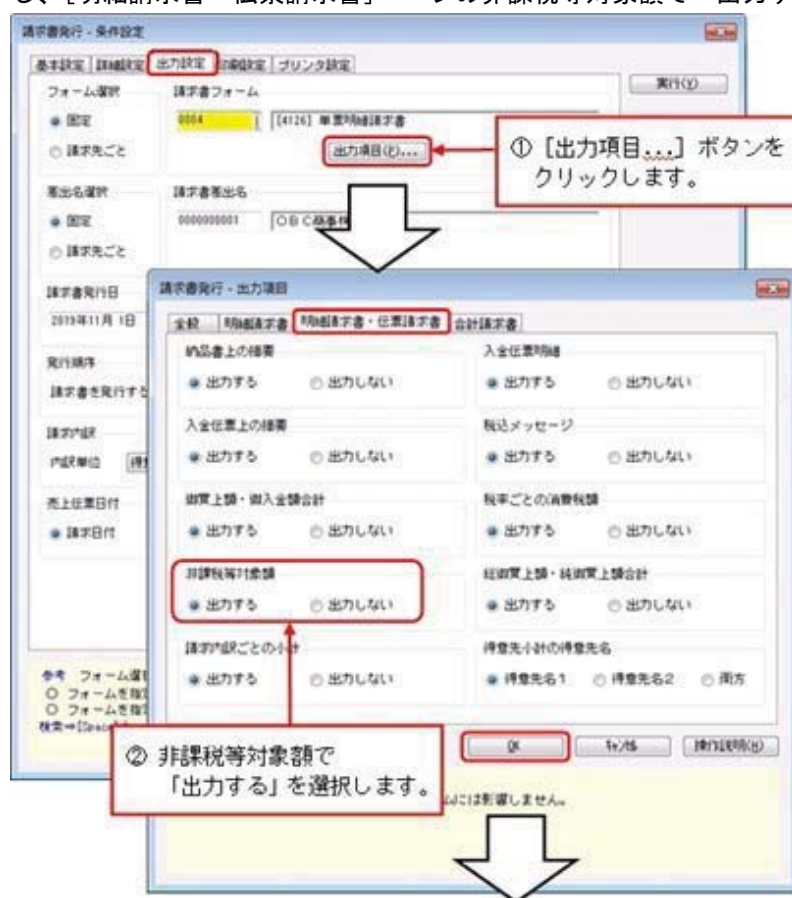 請求書発行 - 条件設定
基本設定 詳細設定 出力設定 印刷設定 プリンタ設定
フォーム選択 請求書フォーム
実行(Y)
固定 0004 [4126] 単票明細請求書
請求先ごと 出力項目(P)...
① [出力項目...] ボタンを
クリックします。
差出名選択 請求書差出名
固定 0000000001 OBC商事株
請求先ごと
請求書発行日
2019年11月 1日
発行順序
請求書を発行する
請求内訳
内訳単位 得意
売上伝票日付
請求日付
参考 フォーム選
フォームを指定
フォームを指定
検索→[Space]
請求書発行 - 出力項目
全般 明細請求書 明細請求書・伝票請求書 合計請求書
納品書上の摘要 入金伝票明細
出力する 出力しない 出力する 出力しない
入金伝票上の摘要 税込メッセージ
出力する 出力しない 出力する 出力しない
御買上額・御入金額合計 税率ごとの消費税額
出力する 出力しない 出力する 出力しない
非課税等対象額 総御買上額・純御買上額合計
出力する 出力しない 出力する 出力しない
請求内訳ごとの小計 得意先小計の得意先名
出力する 出力しない 得意先名1 得意先名2 両方
OK キャンセル 操作説明(H)
② 非課税等対象額で
「出力する」を選択します。
には影響しません。